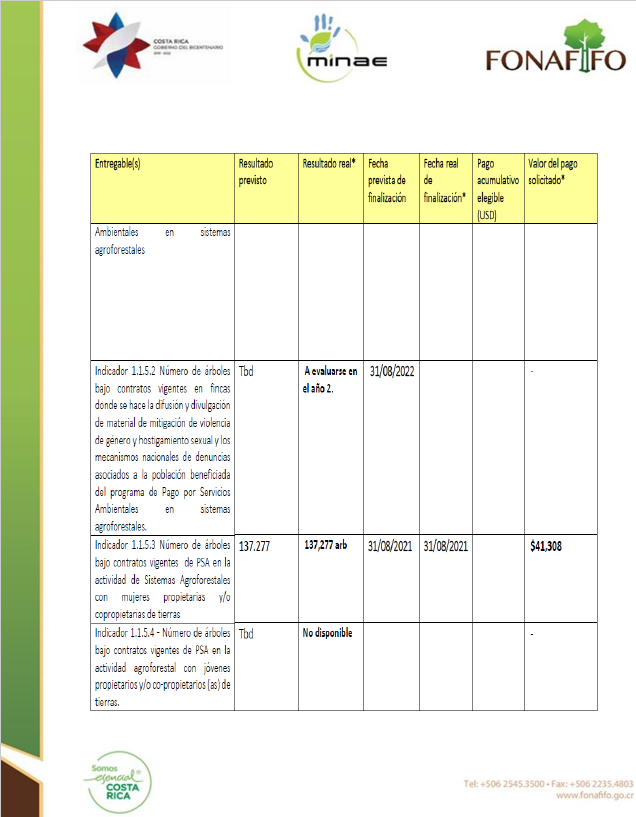 COSTA RICA
GOBIERNO DEL BICENTENARIO
minae
FONAFIFO
Entregable(s)
Resultado
previsto
Resultado real*
Fecha
prevista de
finalización
Fecha real
de
finalización*
Pago
acumulativo
elegible
(USD)
Valor del pago
solicitado*
Ambientales en sistemas
agroforestales
Indicador 1.1.5.2 Número de árboles
bajo contratos vigentes en fincas
donde se hace la difusión y divulgación
de material de mitigación de violencia
de género y hostigamiento sexual y los
mecanismos nacionales de denuncias
asociados a la población beneficiada
del programa de Pago por Servicios
Ambientales en sistemas
agroforestales.
Tbd
A evaluarse en
el año 2.
31/08/2022
-
Indicador 1.1.5.3 Número de árboles
bajo contratos vigentes de PSA en la
actividad de Sistemas Agroforestales
con mujeres propietarias y/o
copropietarias de tierras
137.277
137,277 arb
31/08/2021
31/08/2021
$41,308
Indicador 1.1.5.4 - Número de árboles
bajo contratos vigentes de PSA en la
actividad agroforestal con jóvenes
propietarios y/o co-propietarios (as) de
tierras.
Tbd
No disponible
-
Somos
esencial
COSTA
RICA
Tel: +506 2545.3500 • Fax: +506 2235.4803
www.fonafifo.go.cr